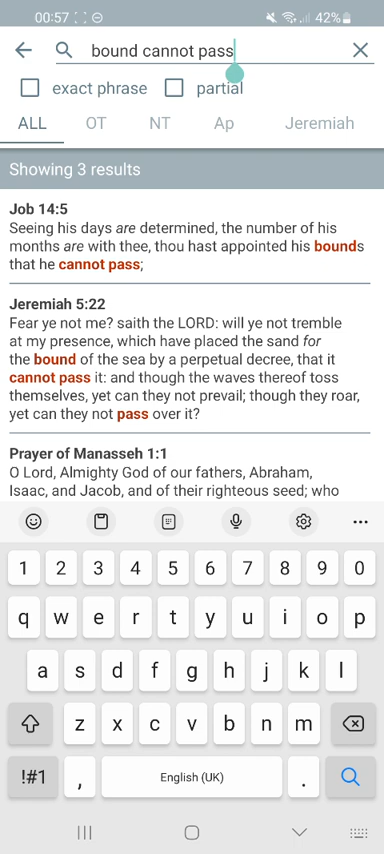 00:57 42%
bound cannot pass
exact phrase partial
ALL OT NT Ap Jeremiah
Showing 3 results
Job 14:5
Seeing his days are determined, the number of his
months are with thee, thou hast appointed his bounds
that he cannot pass;
Jeremiah 5:22
Fear ye not me? saith the LORD: will ye not tremble
at my presence, which have placed the sand for
the bound of the sea by a perpetual decree, that it
cannot pass it: and though the waves thereof toss
themselves, yet can they not prevail; though they roar,
yet can they not pass over it?
Prayer of Manasseh 1:1
O Lord, Almighty God of our fathers, Abraham,
Isaac, and Jacob, and of their righteous seed; who
1 2 3 4 5 6 7 8 9 0
q w e r t y u i o p
a s d f g h j k l
z x c v b n m
!#1 , English (UK) .